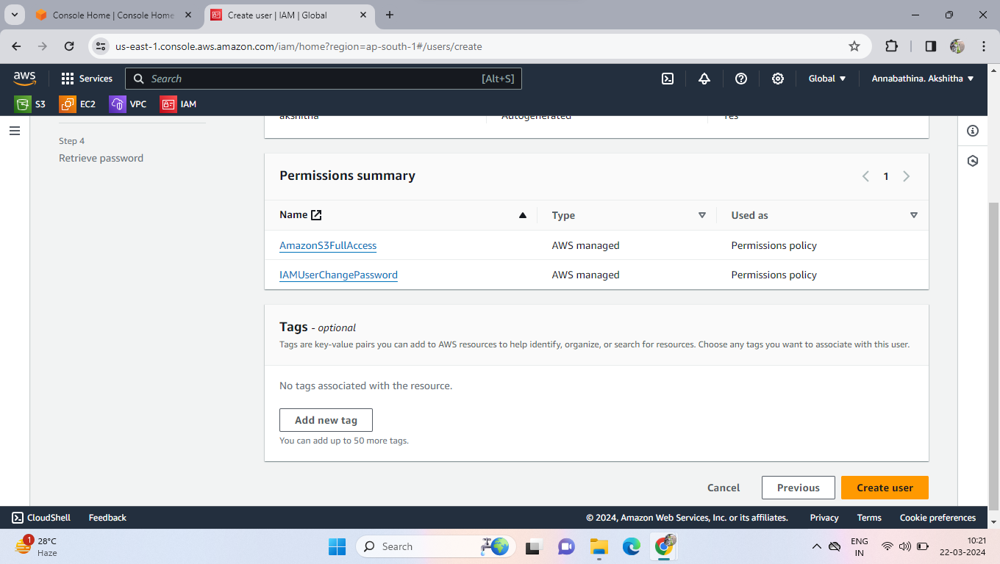 Console Home | Console Home
Create user | IAM | Global
us-east-1.console.aws.amazon.com/iam/home?region=ap-south-1#/users/create
aws
Services
Search
[Alt+S]
Global
Annabathina. Akshitha
S3
EC2
VPC
IAM
akshitha Autogenerated Yes
Step 4
Retrieve password
Permissions summary
1
Name Type Used as
AmazonS3FullAccess AWS managed Permissions policy
IAMUserChangePassword AWS managed Permissions policy
Tags - optional
Tags are key-value pairs you can add to AWS resources to help identify, organize, or search for resources. Choose any tags you want to associate with this user.
No tags associated with the resource.
Add new tag
You can add up to 50 more tags.
Cancel Previous Create user
CloudShell Feedback © 2024, Amazon Web Services, Inc. or its affiliates. Privacy Terms Cookie preferences
1
28°C
Haze
Search
ENG
IN
10:21
22-03-2024